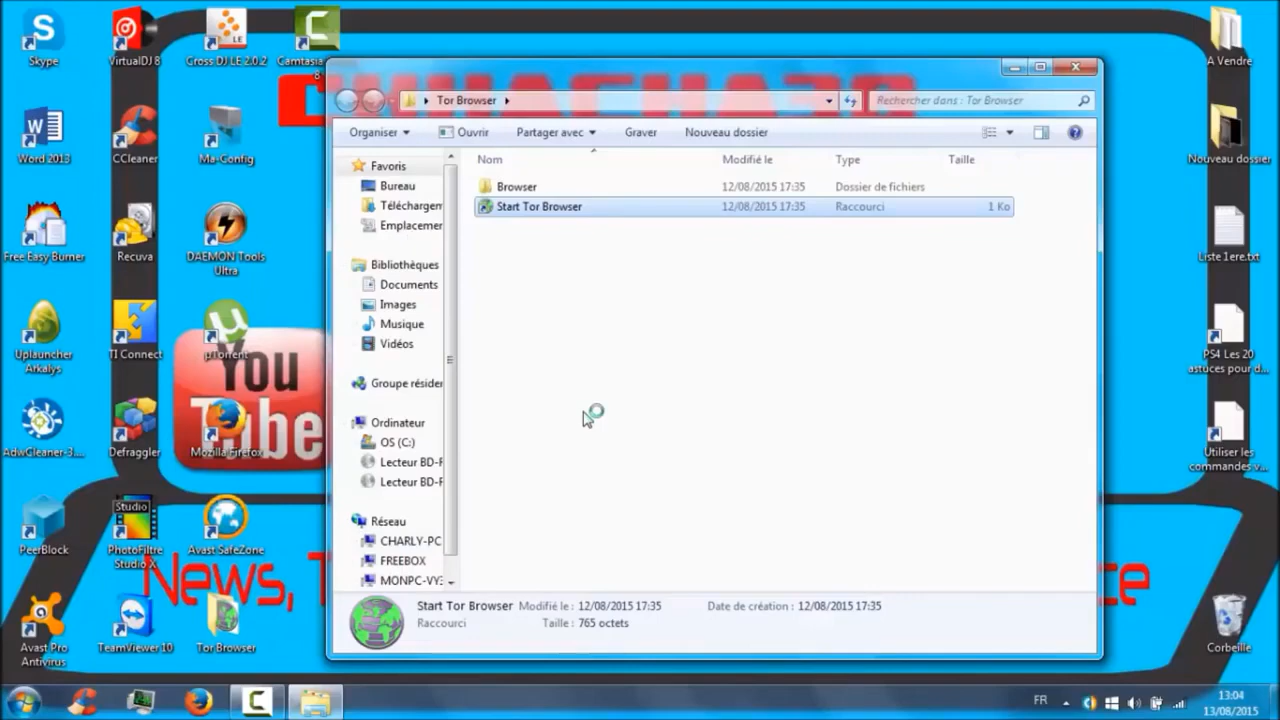 Skype
VirtualDJ 8
Cross DJ LE 2.0.2
Camtasia
8
A Vendre
Word 2013
CCleaner
Ma-Config
Nouveau dossier
Free Easy Burner
Recuva
DAEMON Tools
Ultra
Liste 1ere.txt
Uplauncher
Arkalys
TI Connect
µTorrent
PS4 Les 20
astuces pour d...
AdwCleaner-3....
Defraggler
Mozilla Firefox
Utiliser les
commandes v...
PeerBlock
Studio
PhotoFiltre
Studio X
Avast SafeZone
Avast Pro
Antivirus
TeamViewer 10
Tor Browser
Corbeille
You
Tube
News,
Tor Browser
Rechercher dans : Tor Browser
Organiser
Ouvrir
Partager avec
Graver
Nouveau dossier
Nom
Modifié le
Type
Taille
Browser
12/08/2015 17:35
Dossier de fichiers
Start Tor Browser
12/08/2015 17:35
Raccourci
1 Ko
Favoris
Bureau
Téléchargem
Emplacemer
Bibliothèques
Documents
Images
Musique
Vidéos
Groupe résider
Ordinateur
OS (C:)
Lecteur BD-F
Lecteur BD-F
Réseau
CHARLY-PC
FREEBOX
MONPC-VY3
Start Tor Browser
Modifié le : 12/08/2015 17:35
Date de création : 12/08/2015 17:35
Raccourci
Taille : 765 octets
FR
13:04
13/08/2015